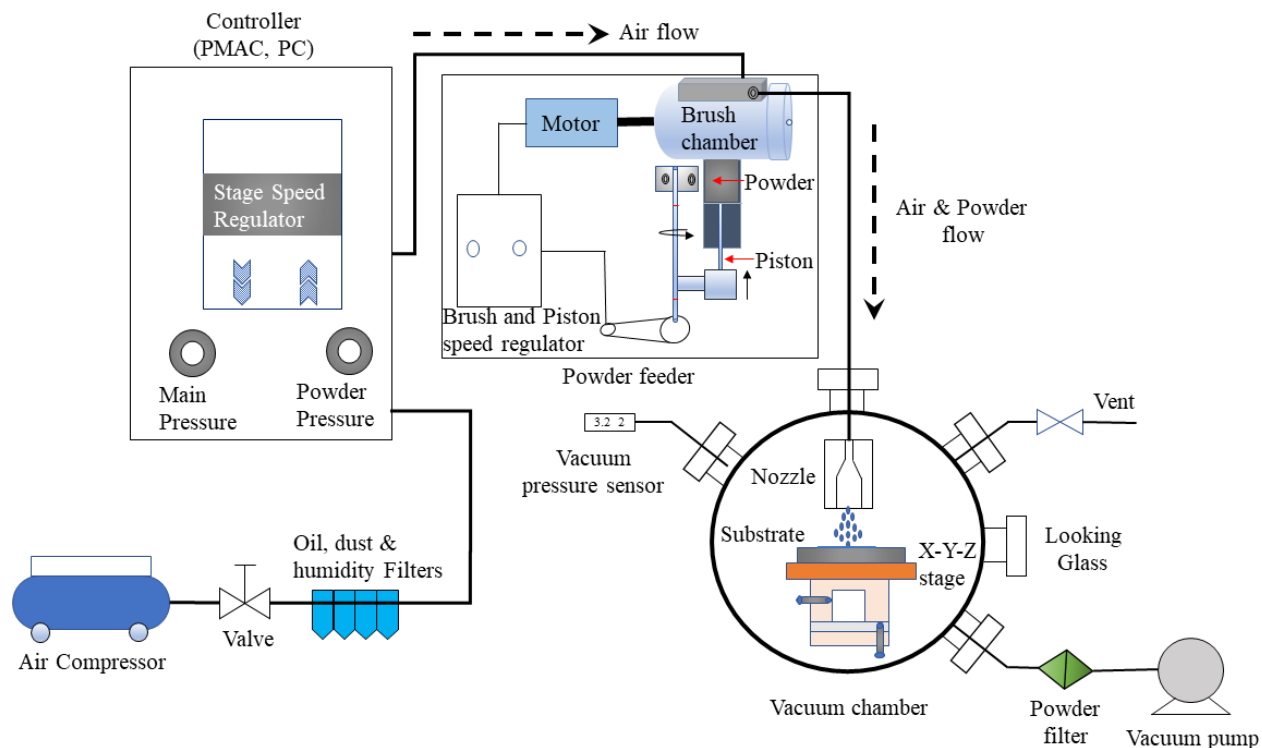 Controller
(PMAC, PC)
Air flow
Motor
Brush
chamber
Stage Speed
Regulator
Powder
Air & Powder
flow
Piston
Brush and Piston
speed regulator
Main
Pressure
Powder
Pressure
Powder feeder
3.2 2
Vent
Vacuum
pressure sensor
Nozzle
Substrate
X-Y-Z
stage
Looking
Glass
Oil, dust &
humidity Filters
Valve
Air Compressor
Vacuum chamber
Powder
filter
Vacuum pump